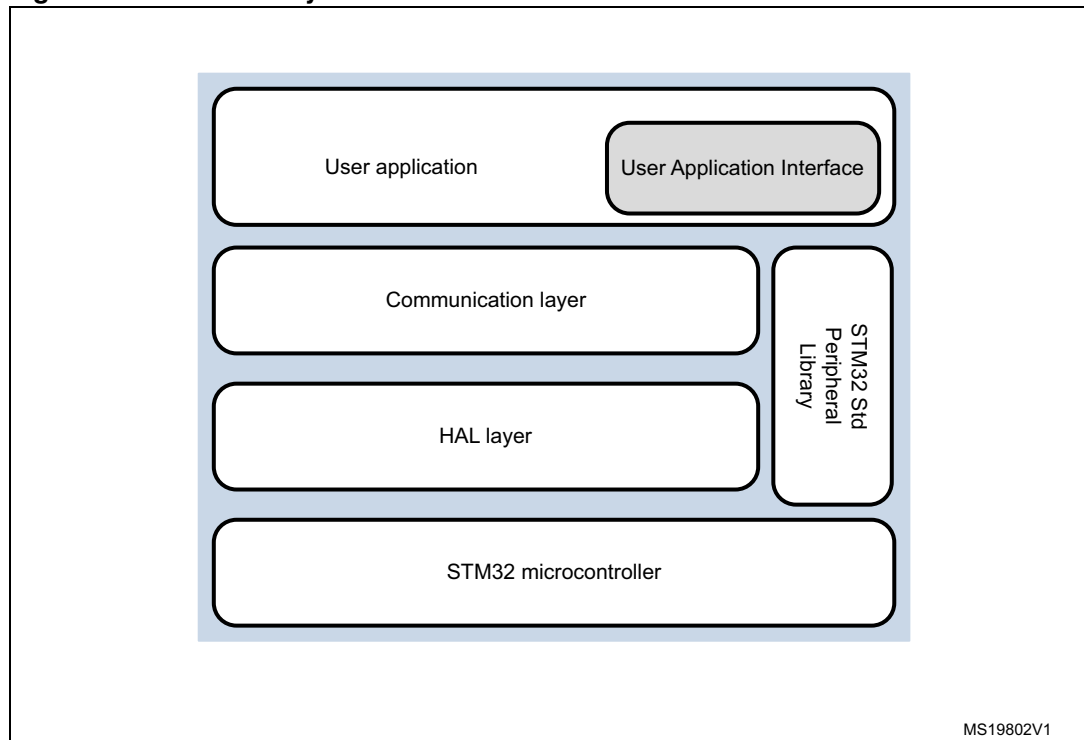 User application
User Application Interface
Communication layer
STM32 Std
Peripheral
Library
HAL layer
STM32 microcontroller
MS19802V1